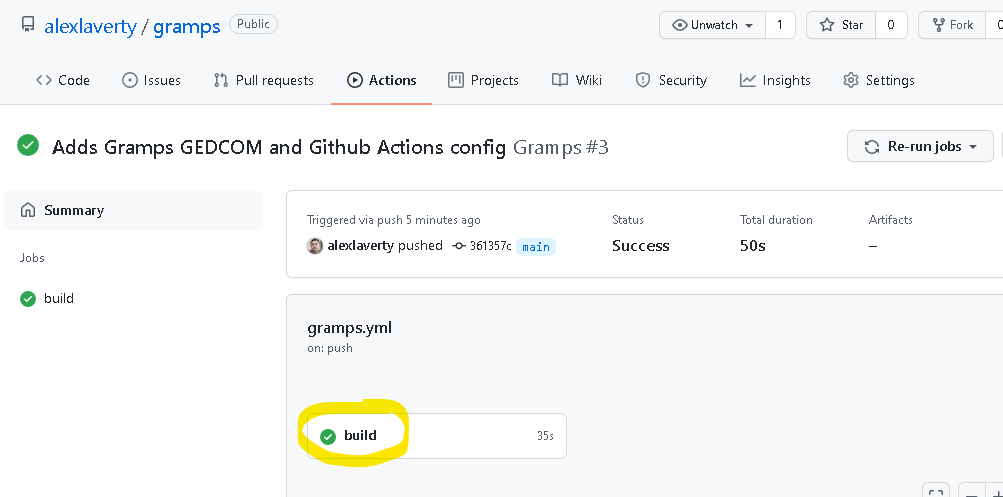 alexlaverty / gramps Public
Unwatch 1 Star 0 Fork
Code Issues Pull requests Actions Projects Wiki Security Insights Settings
Adds Gramps GEDCOM and Github Actions config Gramps #3
Re-run jobs
Summary
Triggered via push 5 minutes ago Status Total duration Artifacts
alexlaverty pushed 361357c main Success 50s –
Jobs
build
gramps.yml
on: push
build 35s